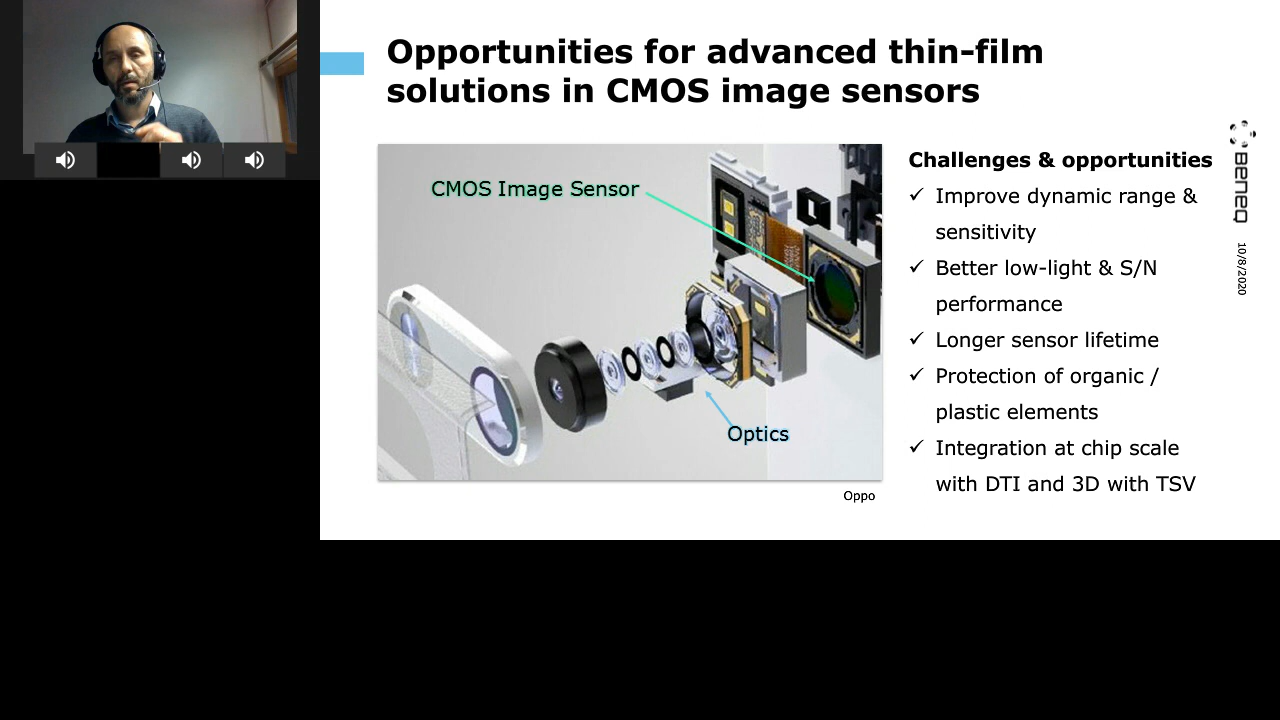 Opportunities for advanced thin-film
solutions in CMOS image sensors
CMOS Image Sensor
Optics
Oppo
Challenges & opportunities
✓ Improve dynamic range &
sensitivity
✓ Better low-light & S/N
performance
✓ Longer sensor lifetime
✓ Protection of organic /
plastic elements
✓ Integration at chip scale
with DTI and 3D with TSV
BENEQ
10/8/2020